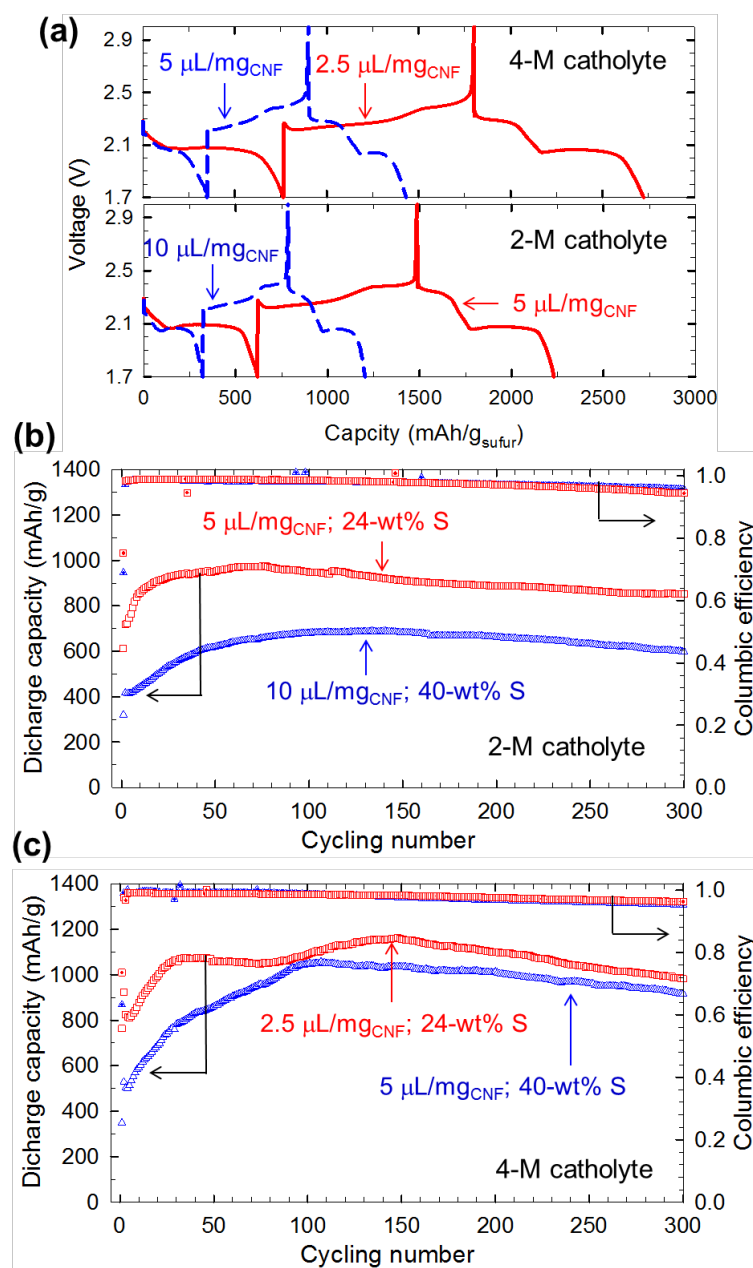 (a)
2.9
2.5
2.1
1.7
5 μL/mgCNF
2.5 μL/mgCNF
4-M catholyte
Voltage (V)
2.9
2.5
2.1
1.7
10 μL/mgCNF
2-M catholyte
5 μL/mgCNF
0 500 1000 1500 2000 2500 3000
Capcity (mAh/gsufur)
(b)
1400
1200
1000
800
600
400
200
0
Dicharge capacity (mAh/g)
5 μL/mgCNF; 24-wt% S
10 μL/mgCNF; 40-wt% S
2-M catholyte
1.0
0.8
0.6
0.4
0.2
0.0
Columbic efficiency
0 50 100 150 200 250 300
Cycling number
(c)
1400
1200
1000
800
600
400
200
0
Dicharge capacity (mAh/g)
2.5 μL/mgCNF; 24-wt% S
5 μL/mgCNF; 40-wt% S
4-M catholyte
1.0
0.8
0.6
0.4
0.2
0.0
Columbic efficiency
0 50 100 150 200 250 300
Cycling number